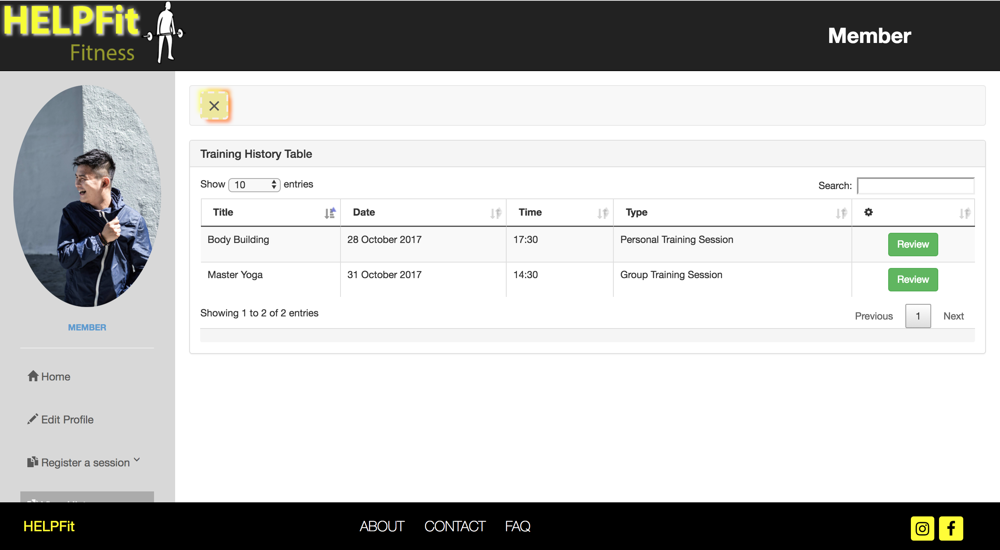 HELPFit
Fitness
Member
MEMBER
Home
Edit Profile
Register a session
Training History Table
Show 10 entries
Search:
Title Date Time Type
Body Building 28 October 2017 17:30 Personal Training Session Review
Master Yoga 31 October 2017 14:30 Group Training Session Review
Showing 1 to 2 of 2 entries
Previous 1 Next
HELPFit ABOUT CONTACT FAQ